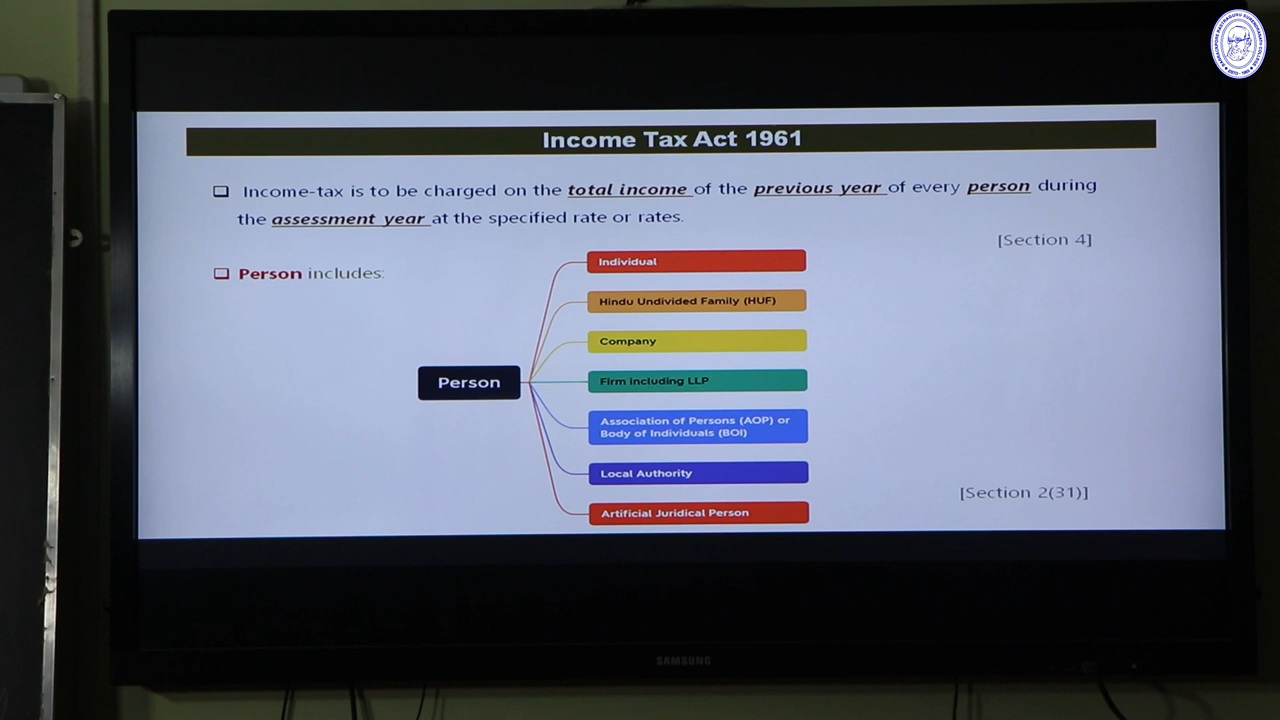 Income Tax Act 1961
Income-tax is to be charged on the total income of the previous year of every person during
the assessment year at the specified rate or rates.
[Section 4]
Person includes:
Individual
Hindu Undivided Family (HUF)
Company
Person
Firm including LLP
Association of Persons (AOP) or
Body of Individuals (BOI)
Local Authority
[Section 2(31)]
Artificial Juridical Person
SAMSUNG